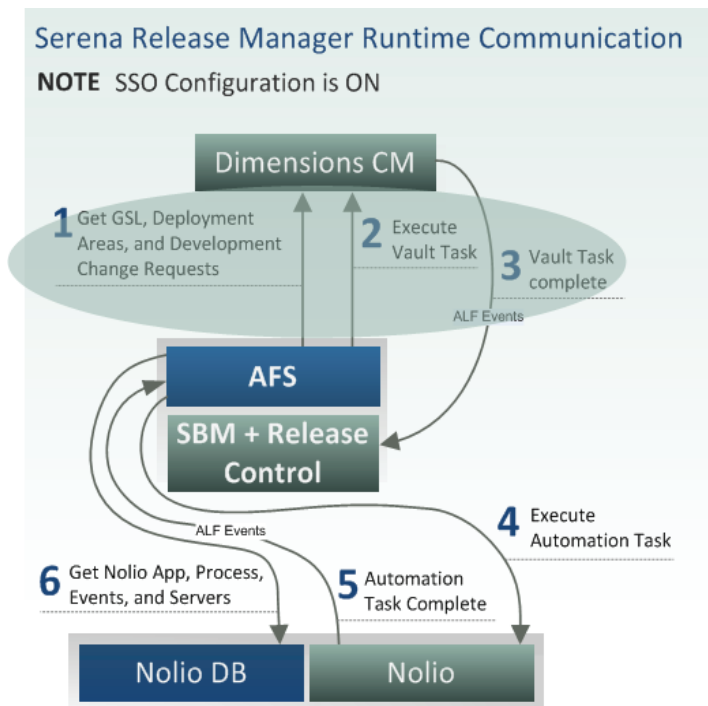 Serena Release Manager Runtime Communication
NOTE SSO Configuration is ON
Dimensions CM
1 Get GSL, Deployment
Areas, and Development
Change Requests
2 Execute
Vault Task
3 Vault Task
complete
ALF Events
AFS
SBM + Release
Control
4 Execute
Automation Task
ALF Events
6 Get Nolio App, Process,
Events, and Servers
5 Automation
Task Complete
Nolio DB
Nolio